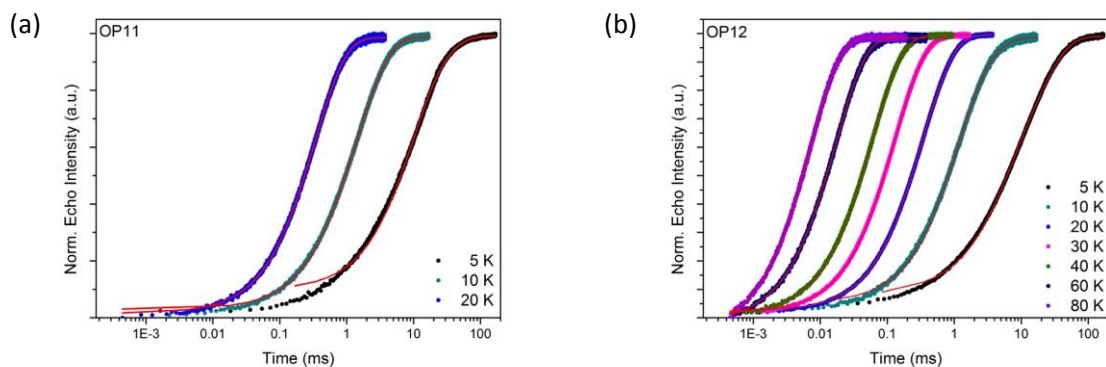 (a)
OP11
Norm. Echo Intensity (a.u.)
5 K
10 K
20 K
1E-3 0.01 0.1 1 10 100
Time (ms)
(b)
OP12
Norm. Echo Intensity (a.u.)
5 K
10 K
20 K
30 K
40 K
60 K
80 K
1E-3 0.01 0.1 1 10 100
Time (ms)